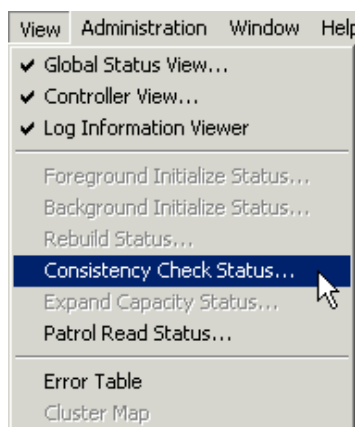 View Administration Window Help
Global Status View...
Controller View...
Log Information Viewer
Foreground Initialize Status...
Background Initialize Status...
Rebuild Status...
Consistency Check Status...
Expand Capacity Status...
Patrol Read Status...
Error Table
Cluster Map